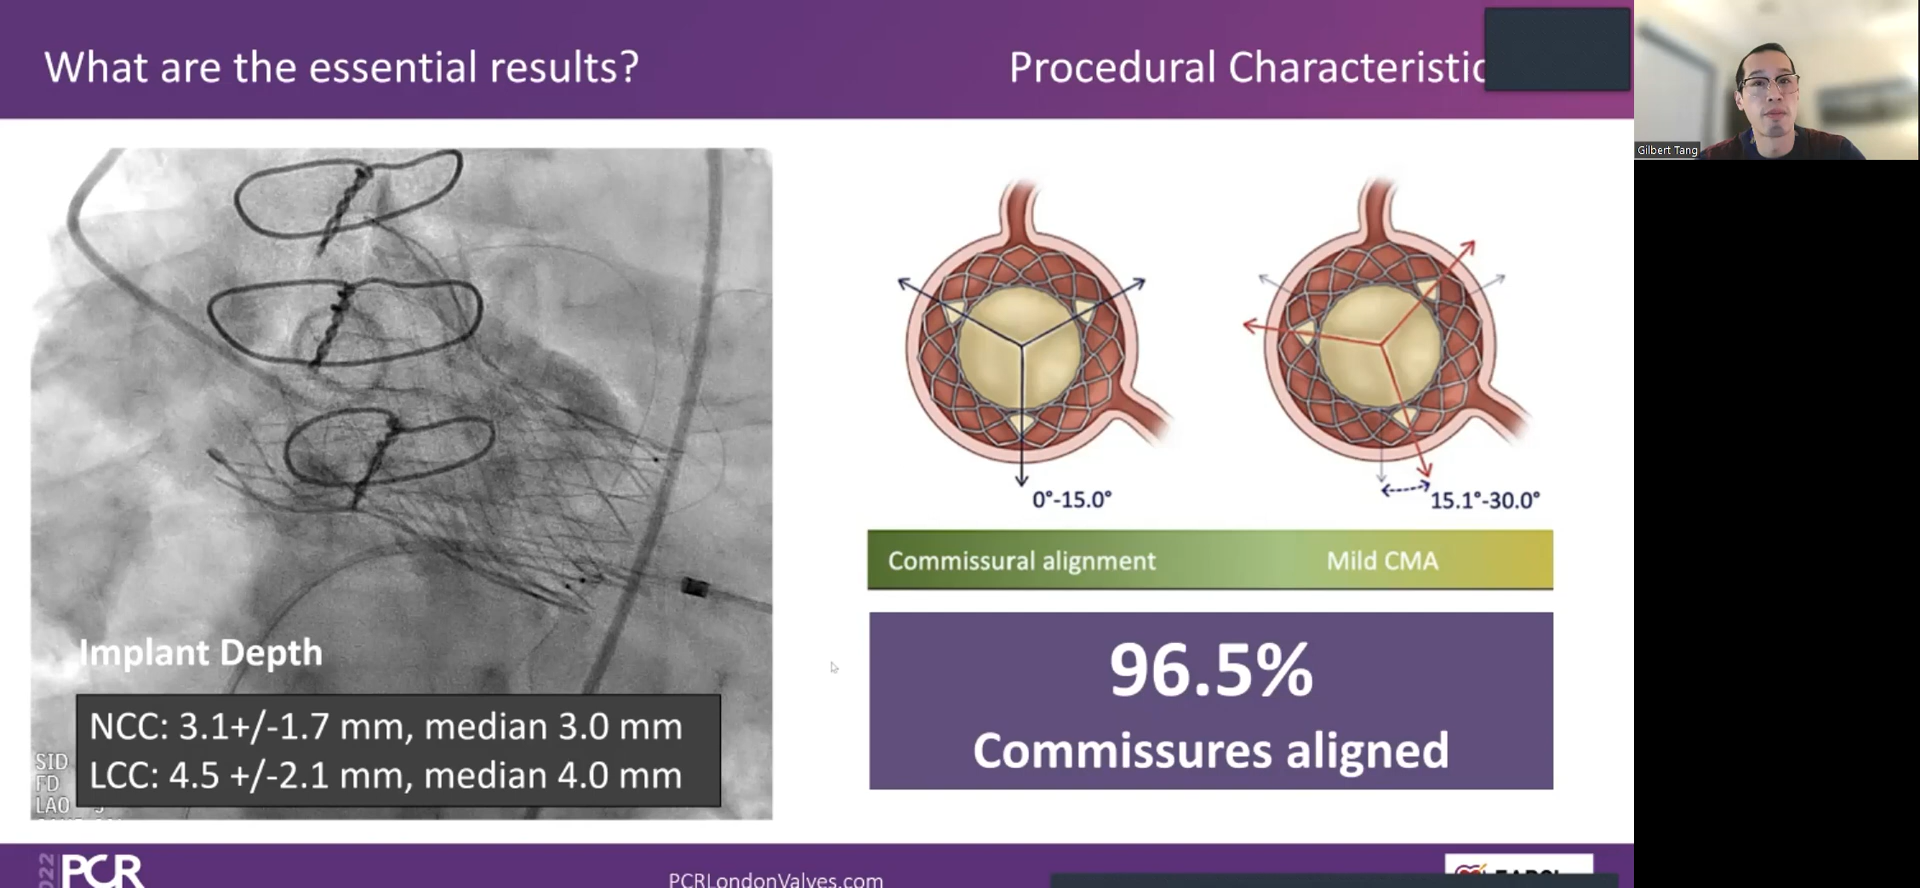 What are the essential results?
Procedural Characteristic
Gilbert Tang
Implant Depth
NCC: 3.1+/-1.7 mm, median 3.0 mm
LCC: 4.5 +/-2.1 mm, median 4.0 mm
SID
FD
LAO
0°-15.0°
15.1°-30.0°
Commissural alignment
Mild CMA
96.5%
Commissures aligned
022
PCR
PCRLondonValves.com